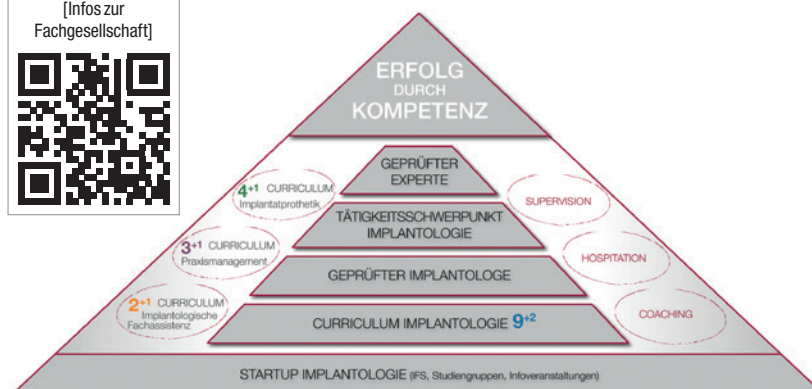 [Infos zur
Fachgesellschaft]
ERFOLG
DURCH
KOMPETENZ
GEPRÜFTER
EXPERTE
4+1 CURRICULUM
Implantatprothetik
SUPERVISION
TÄTIGKEITSSCHWERPUNKT
IMPLANTOLOGIE
3+1 CURRICULUM
Praxismanagement
HOSPITATION
GEPRÜFTER IMPLANTOLOGE
2+1 CURRICULUM
Implantologische
Fachassistenz
COACHING
CURRICULUM IMPLANTOLOGIE 9+2
STARTUP IMPLANTOLOGIE (IFS, Studiengruppen, Infoveranstaltungen)